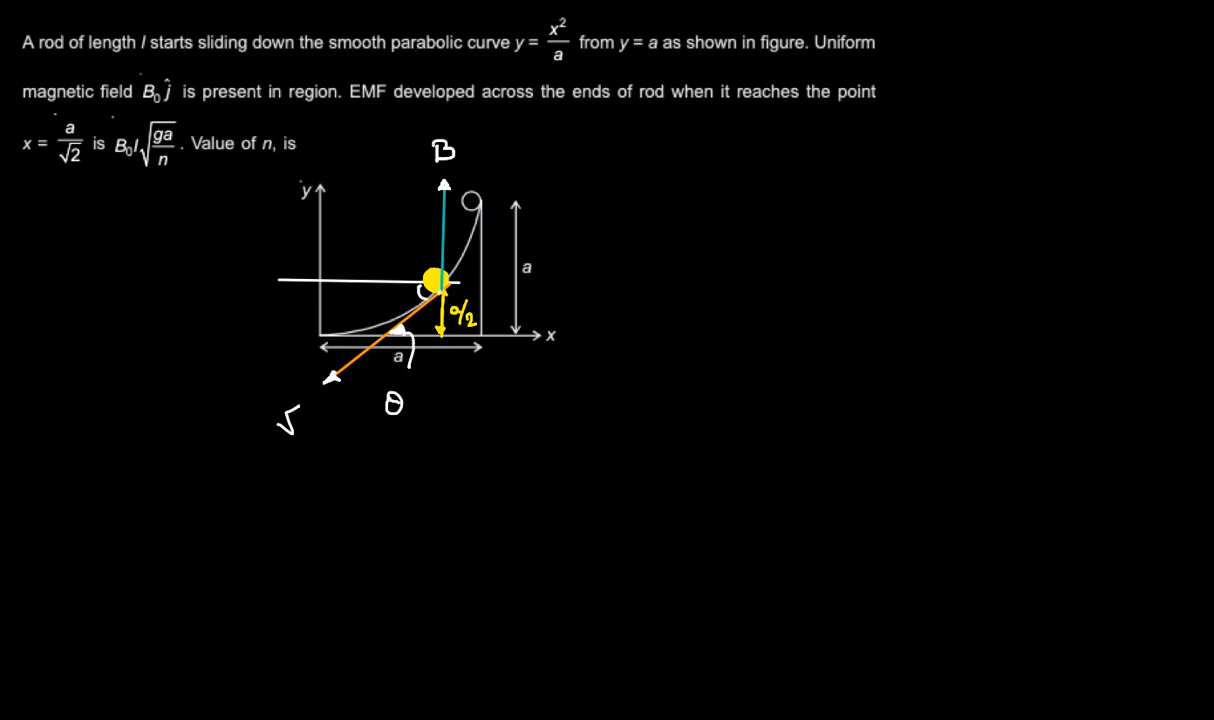 A rod of length l starts sliding down the smooth parabolic curve y = x²/a from y = a as shown in figure. Uniform
magnetic field B₀ĵ is present in region. EMF developed across the ends of rod when it reaches the point
x = a/√2 is B₀l√(ga/n). Value of n, is
B
y
a
a/2
x
a
θ
v